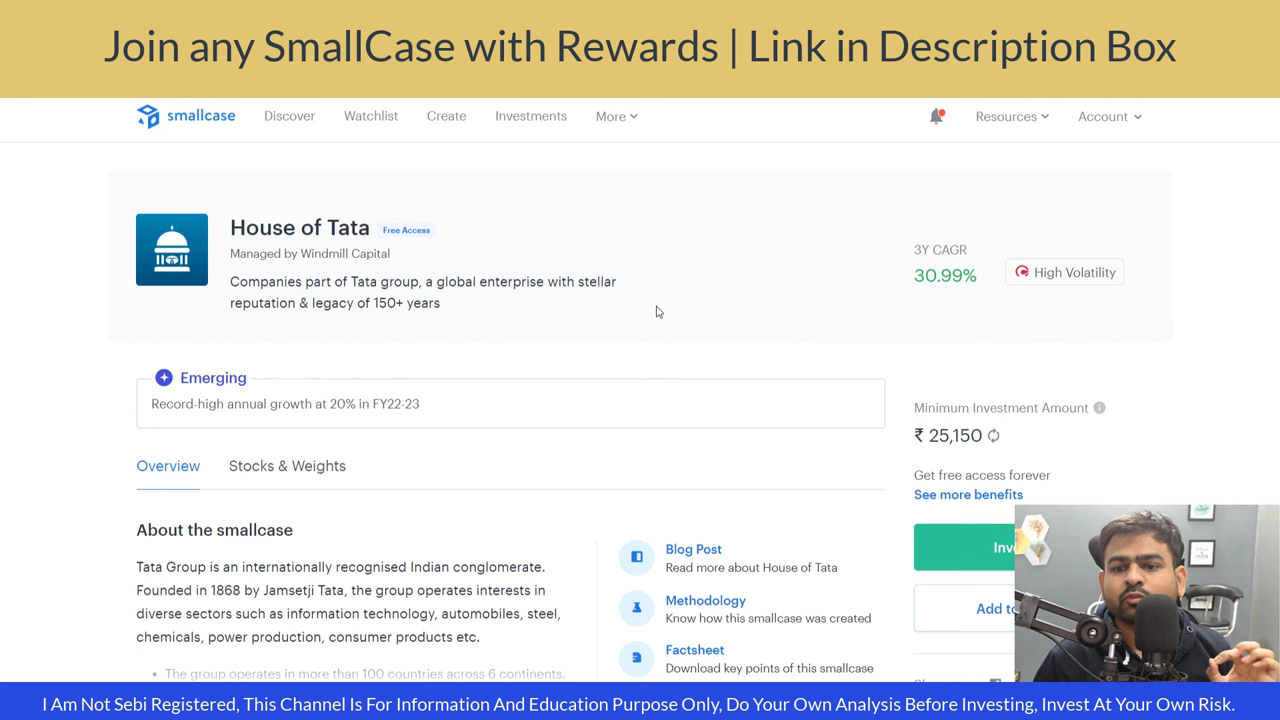 Join any SmallCase with Rewards | Link in Description Box
smallcase Discover Watchlist Create Investments More Resources Account
House of Tata Free Access
Managed by Windmill Capital
Companies part of Tata group, a global enterprise with stellar
reputation & legacy of 150+ years
3Y CAGR
30.99% High Volatility
Emerging
Record-high annual growth at 20% in FY22-23
Minimum Investment Amount
₹ 25,150
Get free access forever
See more benefits
Overview Stocks & Weights
About the smallcase
Tata Group is an internationally recognised Indian conglomerate.
Founded in 1868 by Jamsetji Tata, the group operates interests in
diverse sectors such as information technology, automobiles, steel,
chemicals, power production, consumer products etc.
• The group operates in more than 100 countries across 6 continents.
Blog Post
Read more about House of Tata
Methodology
Know how this smallcase was created
Factsheet
Download key points of this smallcase
Inv
Add to
I Am Not Sebi Registered, This Channel Is For Information And Education Purpose Only, Do Your Own Analysis Before Investing, Invest At Your Own Risk.